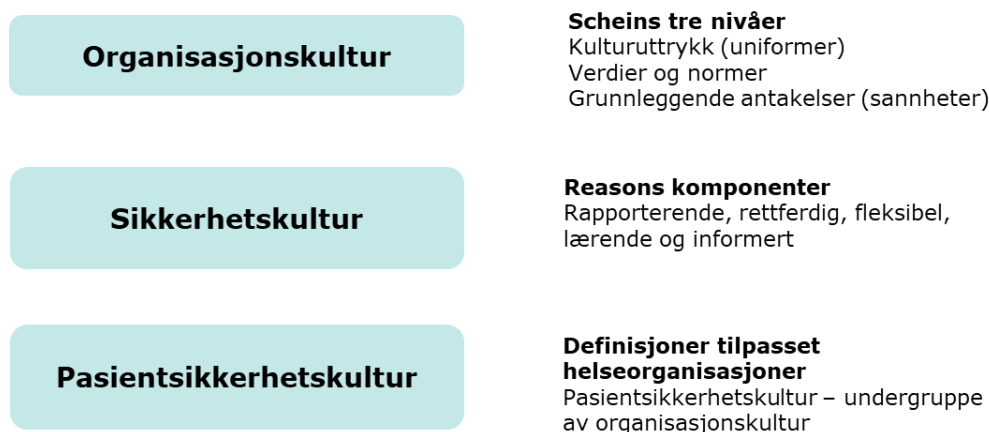 Organisasjonskultur
Scheins tre nivåer
Kulturuttrykk (uniformer)
Verdier og normer
Grunnleggende antakelser (sannheter)
Sikkerhetskultur
Reasons komponenter
Rapporterende, rettferdig, fleksibel,
lærende og informert
Pasientsikkerhetskultur
Definisjoner tilpasset
helseorganisasjoner
Pasientsikkerhetskultur – undergruppe
av organisasjonskultur